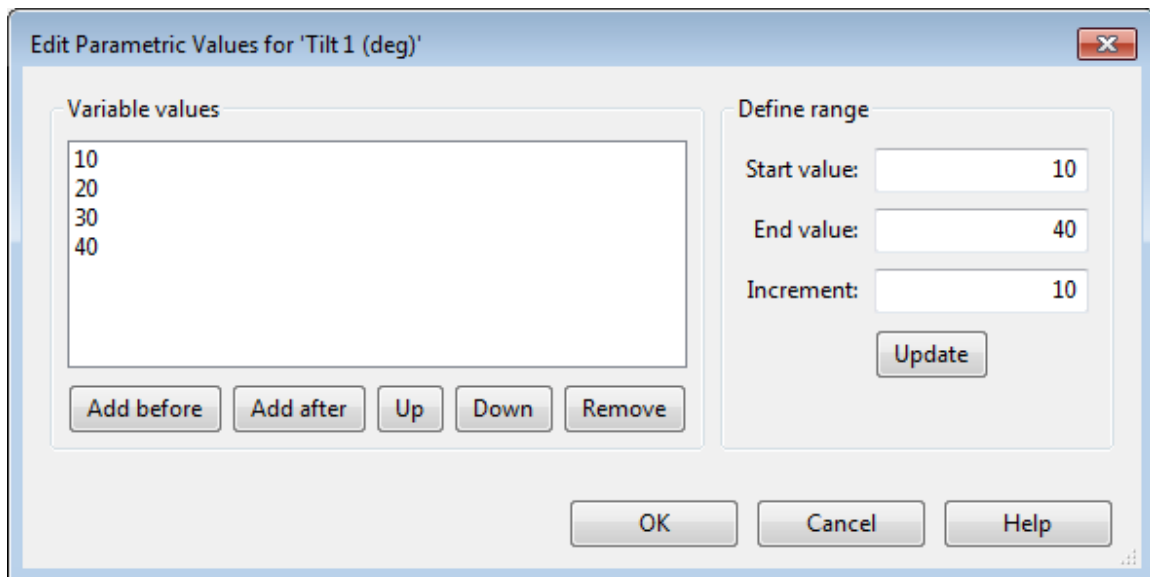 Edit Parametric Values for 'Tilt 1 (deg)'
Variable values
10
20
30
40
Add before Add after Up Down Remove
Define range
Start value: 10
End value: 40
Increment: 10
Update
OK Cancel Help